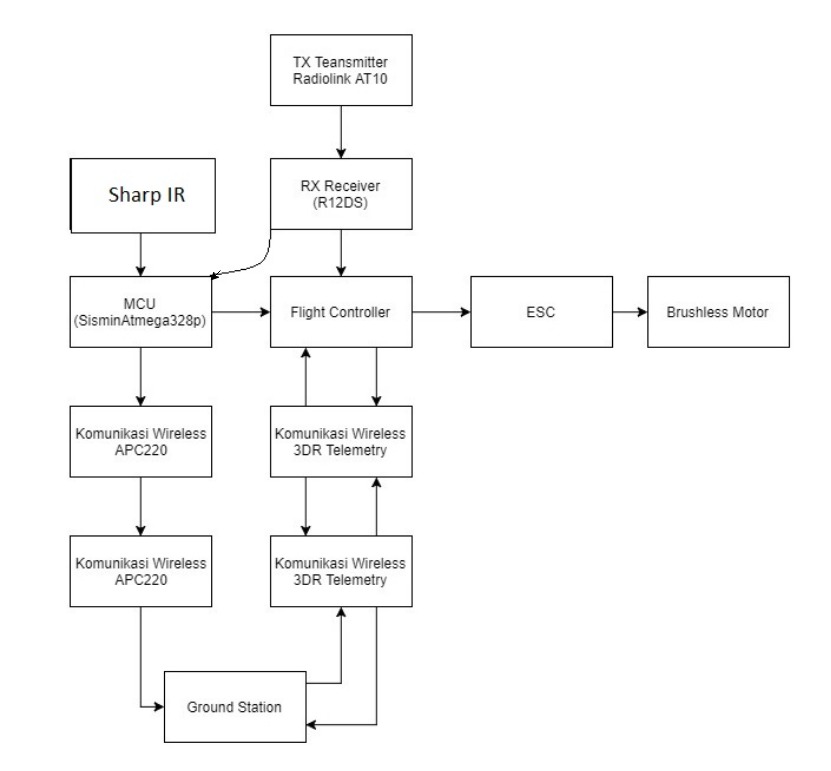 TX Teansmitter
Radiolink AT10
Sharp IR
RX Receiver
(R12DS)
MCU
(SisminAtmega328p)
Flight Controller
ESC
Brushless Motor
Komunikasi Wireless
APC220
Komunikasi Wireless
3DR Telemetry
Komunikasi Wireless
APC220
Komunikasi Wireless
3DR Telemetry
Ground Station